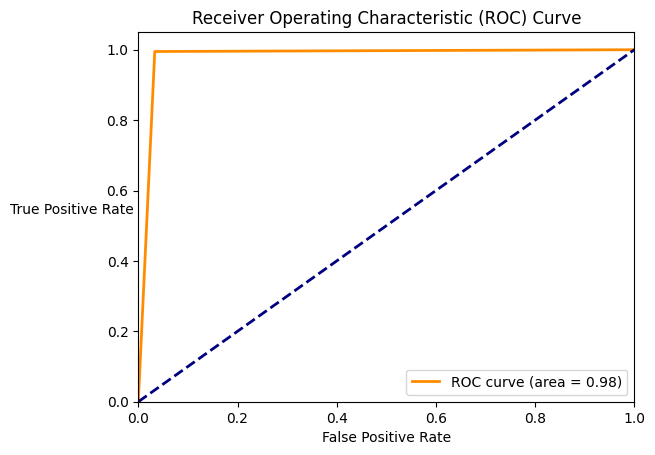 Receiver Operating Characteristic (ROC) Curve
1.0
0.8
0.6
True Positive Rate
0.4
0.2
0.0
ROC curve (area = 0.98)
0.0 0.2 0.4 0.6 0.8 1.0
False Positive Rate